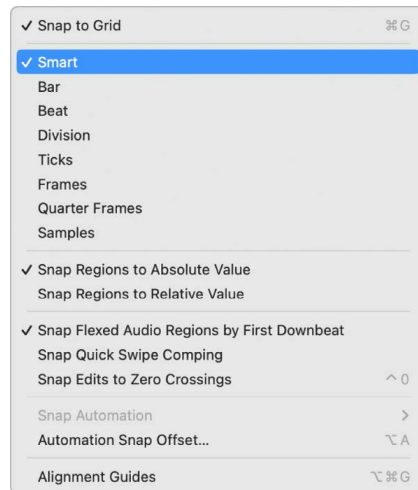 ✓ Snap to Grid ⌘G
✓ Smart
Bar
Beat
Division
Ticks
Frames
Quarter Frames
Samples
✓ Snap Regions to Absolute Value
Snap Regions to Relative Value
✓ Snap Flexed Audio Regions by First Downbeat
Snap Quick Swipe Comping
Snap Edits to Zero Crossings ^0
Snap Automation >
Automation Snap Offset... ⌥A
Alignment Guides ⌥⌘G